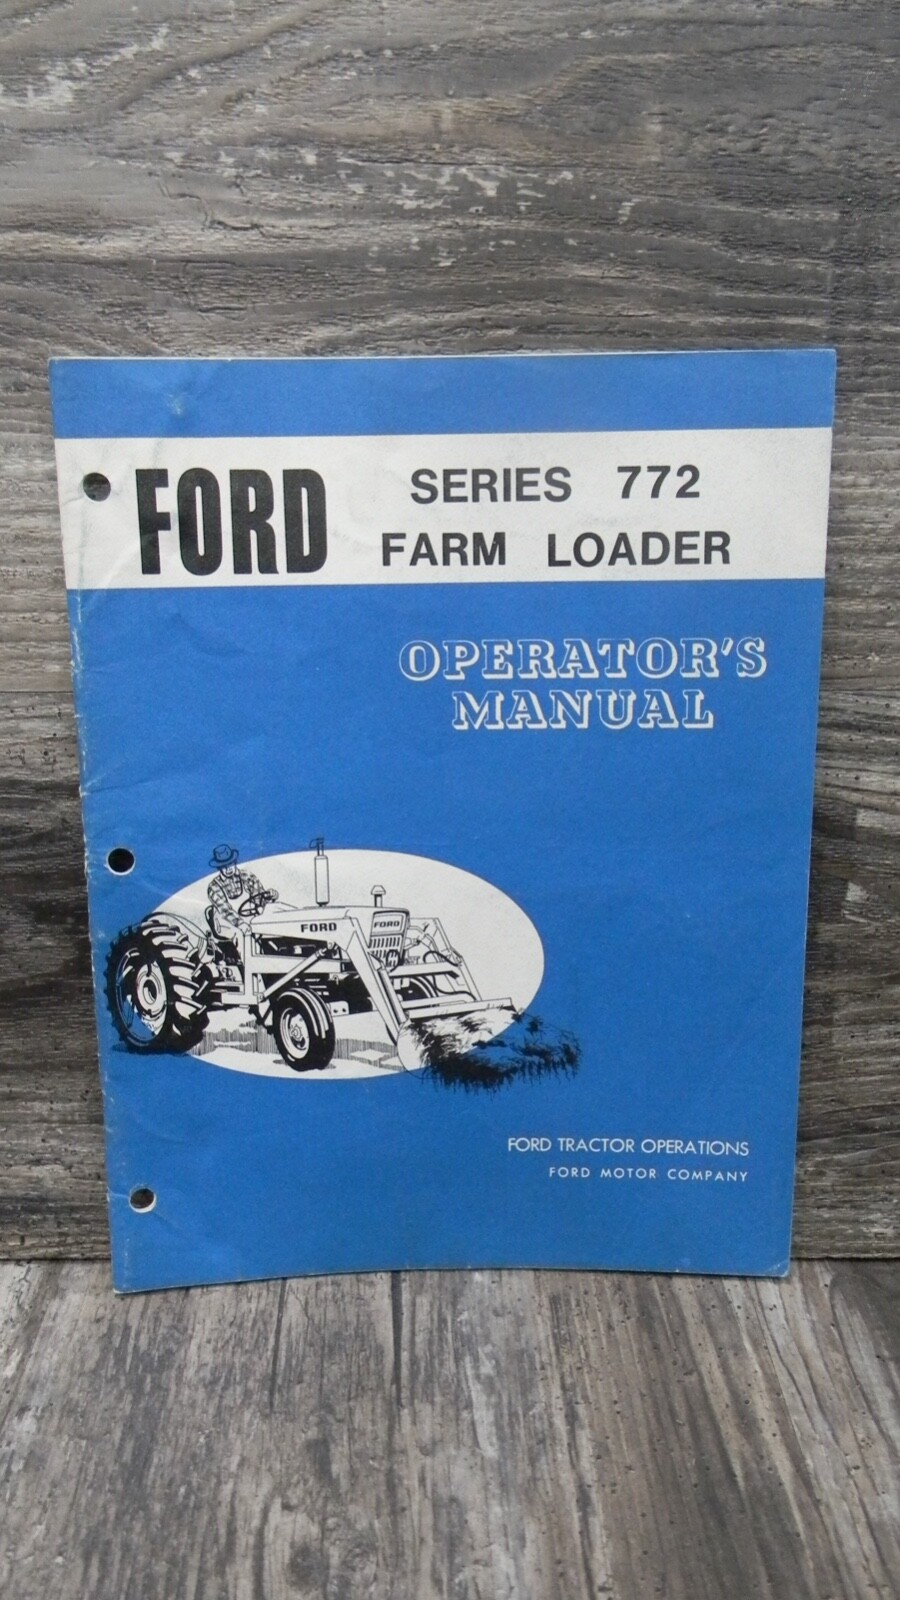 FORD
SERIES 772
FARM LOADER
OPERATOR'S
MANUAL
FORD
FORD
FORD TRACTOR OPERATIONS
FORD MOTOR COMPANY